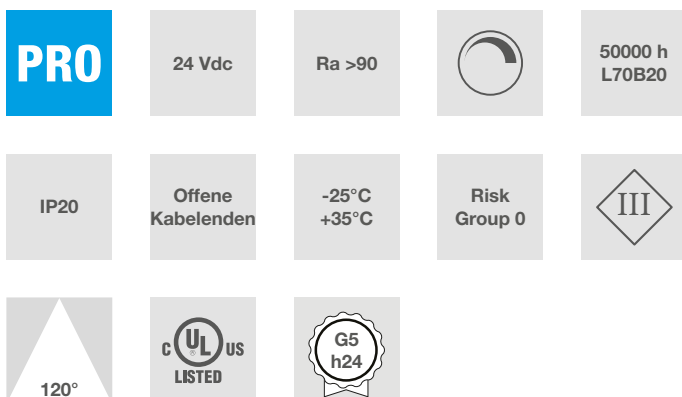 PRO
24 Vdc
Ra >90
50000 h
L70B20
IP20
Offene
Kabelenden
-25°C
+35°C
Risk
Group 0
III
120°
C UL US
®
LISTED
G5
h24